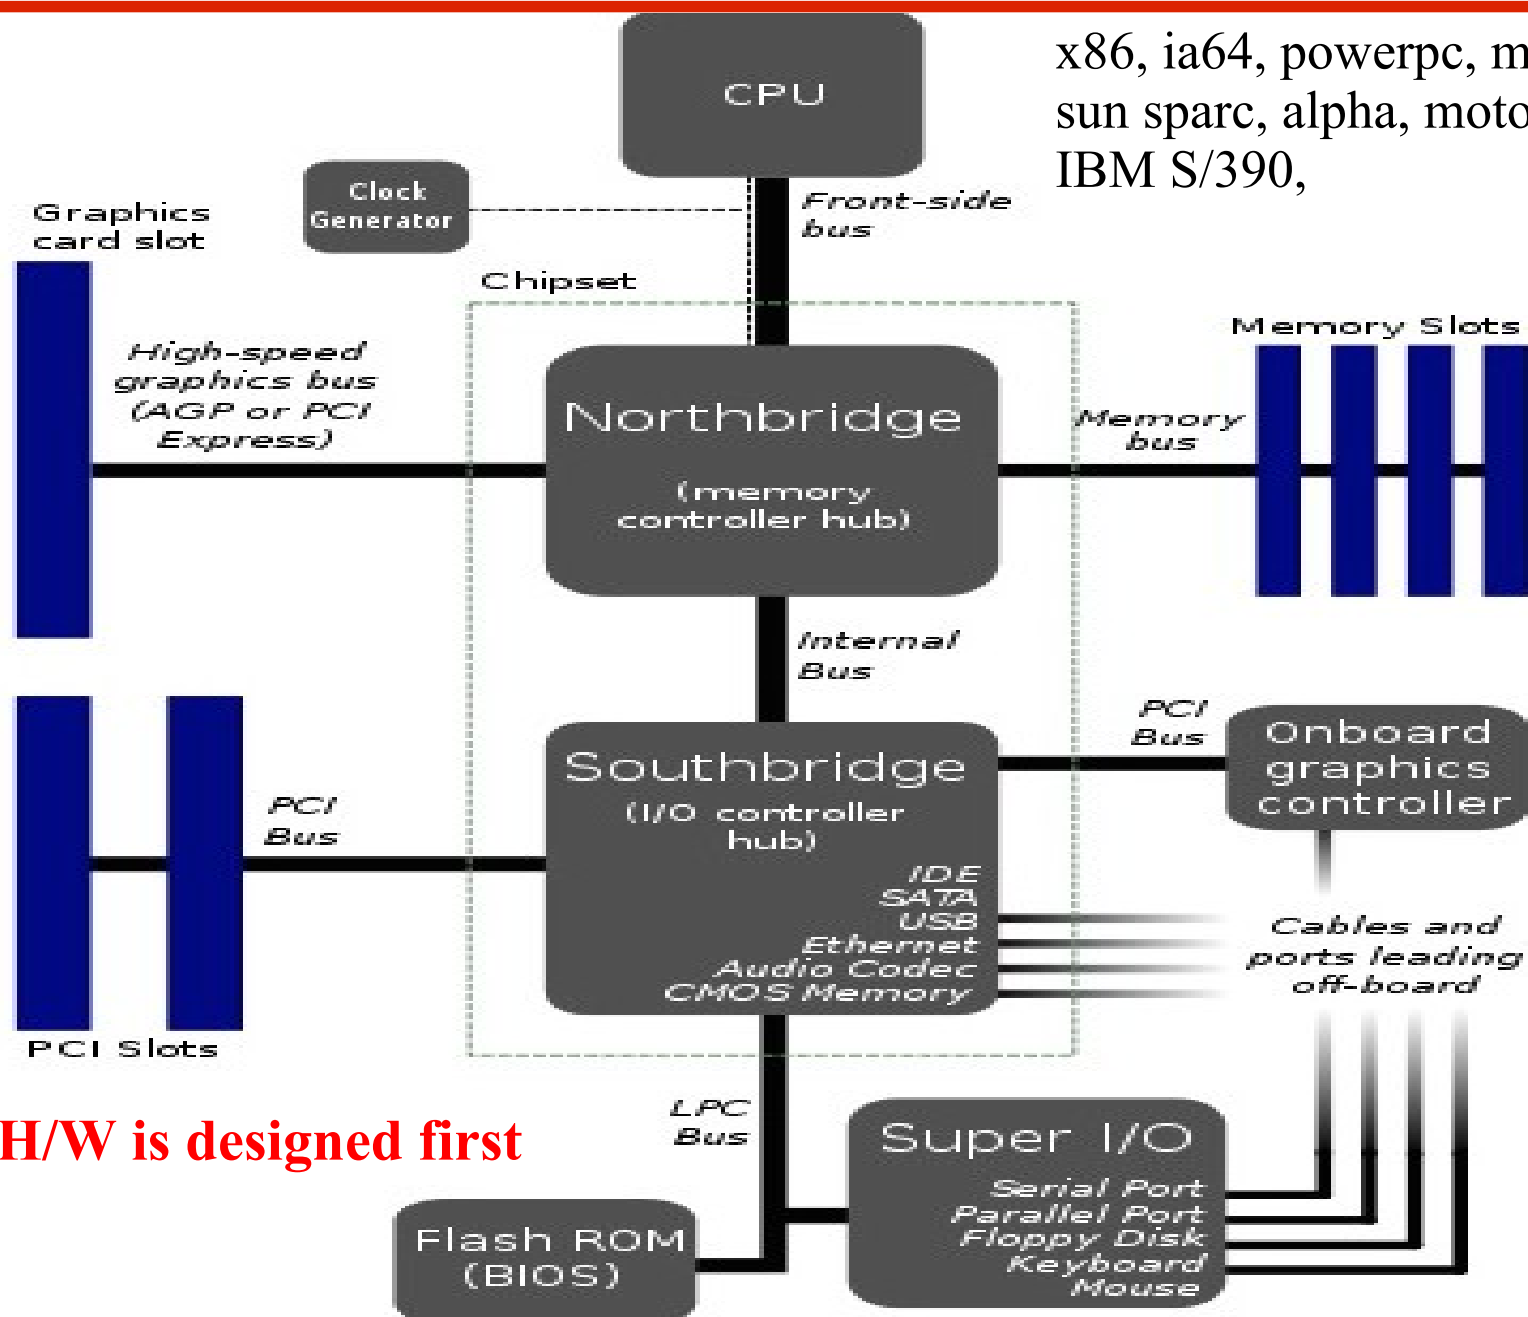 x86, ia64, powerpc, m
sun sparc, alpha, moto
IBM S/390,
CPU
Clock
Generator
Front-side
bus
Graphics
card slot
Chipset
High-speed
graphics bus
(AGP or PCI
Express)
Northbridge
(memory
controller hub)
Memory Slots
Memory
bus
Internal
Bus
Southbridge
(I/O controller
hub)
IDE
SATA
USB
Ethernet
Audio Codec
CMOS Memory
PCI
Bus
Onboard
graphics
controller
PCI
Bus
PCI Slots
Cables and
ports leading
off-board
LPC
Bus
H/W is designed first
Super I/O
Serial Port
Parallel Port
Floppy Disk
Keyboard
Mouse
Flash ROM
(BIOS)